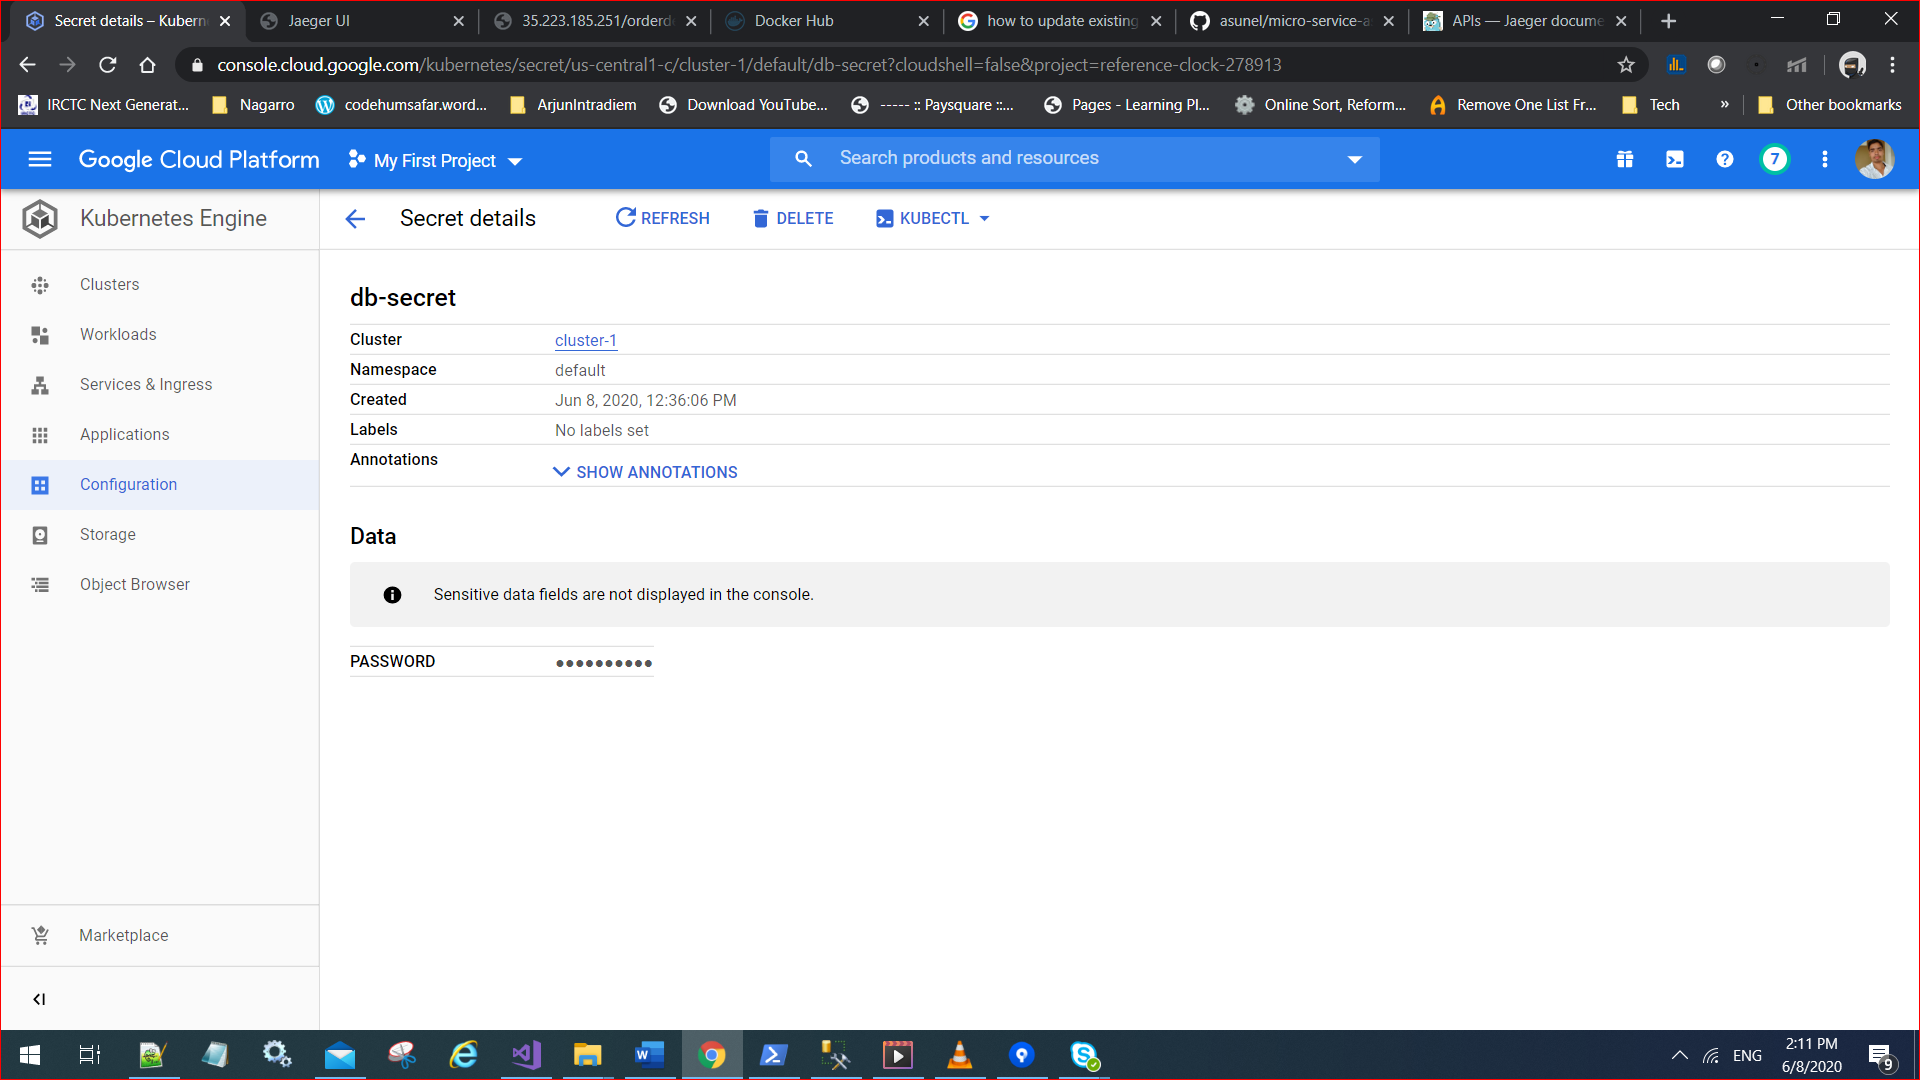 Secret details – Kubern
Jaeger UI
35.223.185.251/orderd
Docker Hub
how to update existing
asunel/micro-service-a
APIs — Jaeger docume
console.cloud.google.com/kubernetes/secret/us-central1-c/cluster-1/default/db-secret?cloudshell=false&project=reference-clock-278913
IRCTC Next Generat...
Nagarro
codehumsafar.word...
ArjunIntradiem
Download YouTube...
----- :: Paysquare ::...
Pages - Learning Pl...
Online Sort, Reform...
Remove One List Fr...
Tech
»
Other bookmarks
Google Cloud Platform
My First Project
Search products and resources
7
Kubernetes Engine
Secret details
REFRESH
DELETE
KUBECTL
Clusters
Workloads
Services & Ingress
Applications
Configuration
Storage
Object Browser
Marketplace
db-secret
Cluster cluster-1
Namespace default
Created Jun 8, 2020, 12:36:06 PM
Labels No labels set
Annotations SHOW ANNOTATIONS
Data
Sensitive data fields are not displayed in the console.
PASSWORD ••••••••••
ENG
2:11 PM
6/8/2020
9